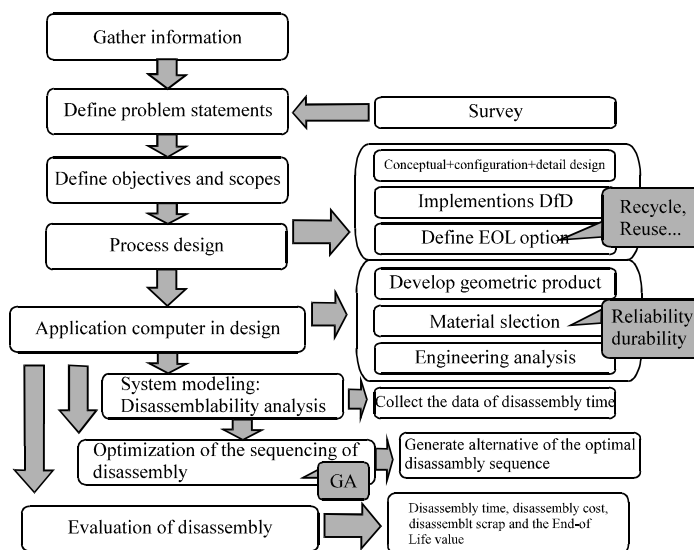 Gather information
Define problem statements
Survey
Define objectives and scopes
Conceptual+configuration+detail design
Implementions DfD
Define EOL option
Recycle,
Reuse...
Process design
Develop geometric product
Material slection
Engineering analysis
Reliability
durability
Application computer in design
System modeling:
Disassemblability analysis
Collect the data of disassembly time
Optimization of the sequencing of
disassembly
GA
Generate alternative of the optimal
disassambly sequence
Evaluation of disassembly
Disassembly time, disassembly cost,
disassemblt scrap and the End-of
Life value